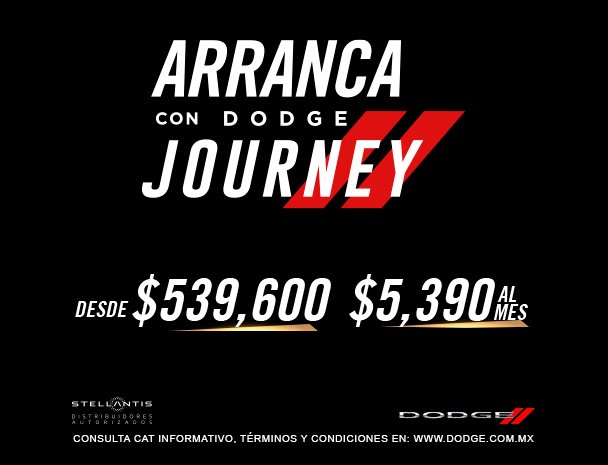 ARRANCA
CON DODGE
JOURNEY
DESDE $539,600 $5,390 AL MES
STELLANTIS
DISTRIBUIDORES
AUTORIZADOS
DODGE
CONSULTA CAT INFORMATIVO, TÉRMINOS Y CONDICIONES EN: WWW.DODGE.COM.MX